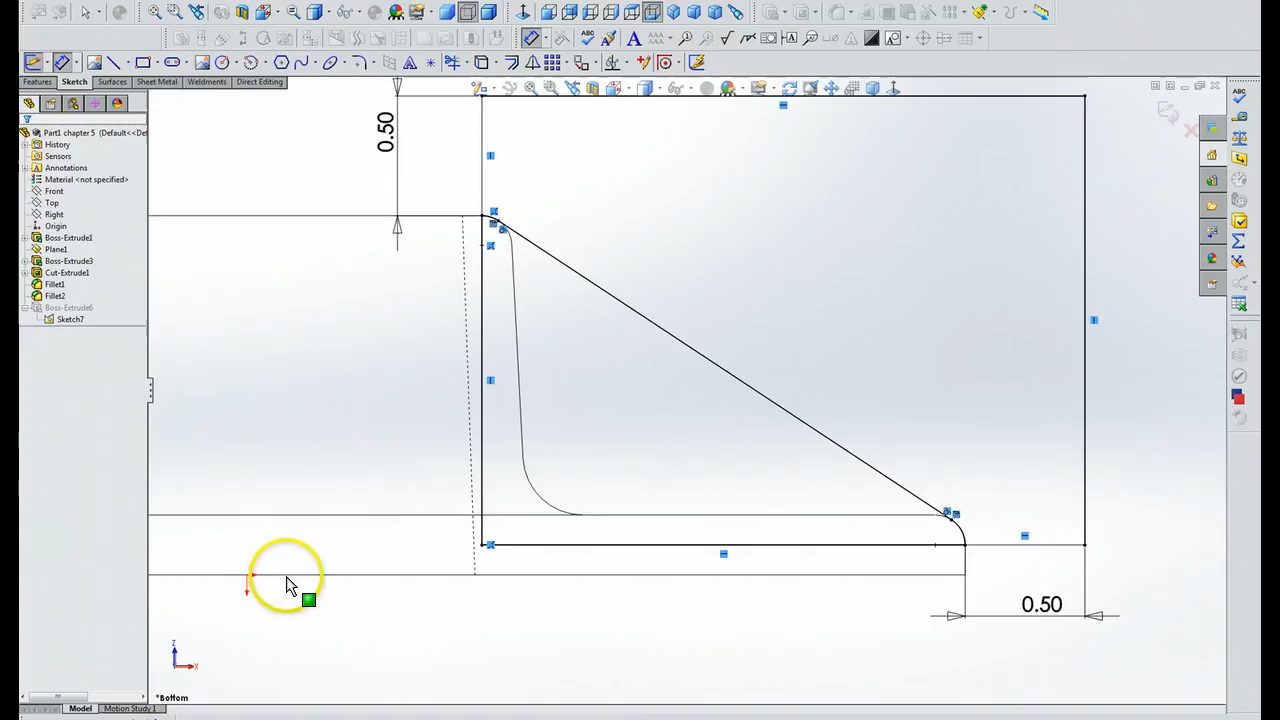 Features Sketch Surfaces Sheet Metal Weldments Direct Editing
Part1 chapter 5 (Default<<Def
History
Sensors
Annotations
Material <not specified>
Front
Top
Right
Origin
Boss-Extrude1
Plane1
Boss-Extrude3
Cut-Extrude1
Fillet1
Fillet2
Boss-Extrude6
Sketch7
0.50
0.50
Z
X
*Bottom
Model Motion Study 1